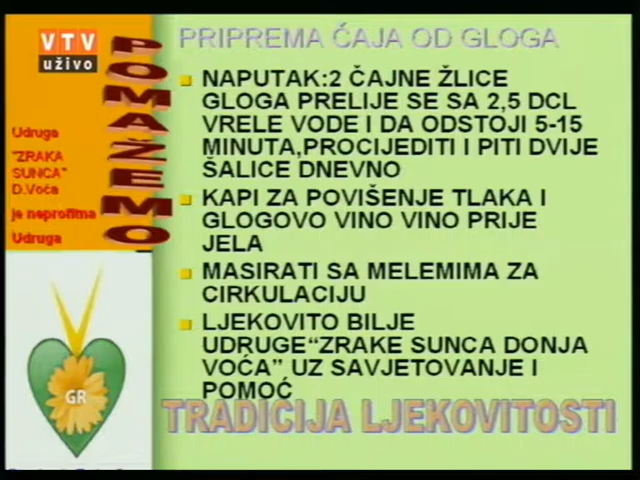 VTV
uživo
POMAŽEMO
Udruga
"ZRAKA
SUNCA"
D.Voća
je neprofitna
Udruga
GR
PRIPREMA ČAJA OD GLOGA
NAPUTAK:2 ČAJNE ŽLICE
GLOGA PRELIJE SE SA 2,5 DCL
VRELE VODE I DA ODSTOJI 5-15
MINUTA,PROCIJEDITI I PITI DVIJE
ŠALICE DNEVNO
KAPI ZA POVIŠENJE TLAKA I
GLOGOVO VINO VINO PRIJE
JELA
MASIRATI SA MELEMIMA ZA
CIRKULACIJU
LJEKOVITO BILJE
UDRUGE“ZRAKE SUNCA DONJA
VOĆA” UZ SAVJETOVANJE I
POMOĆ
TRADICIJA LJEKOVITOSTI